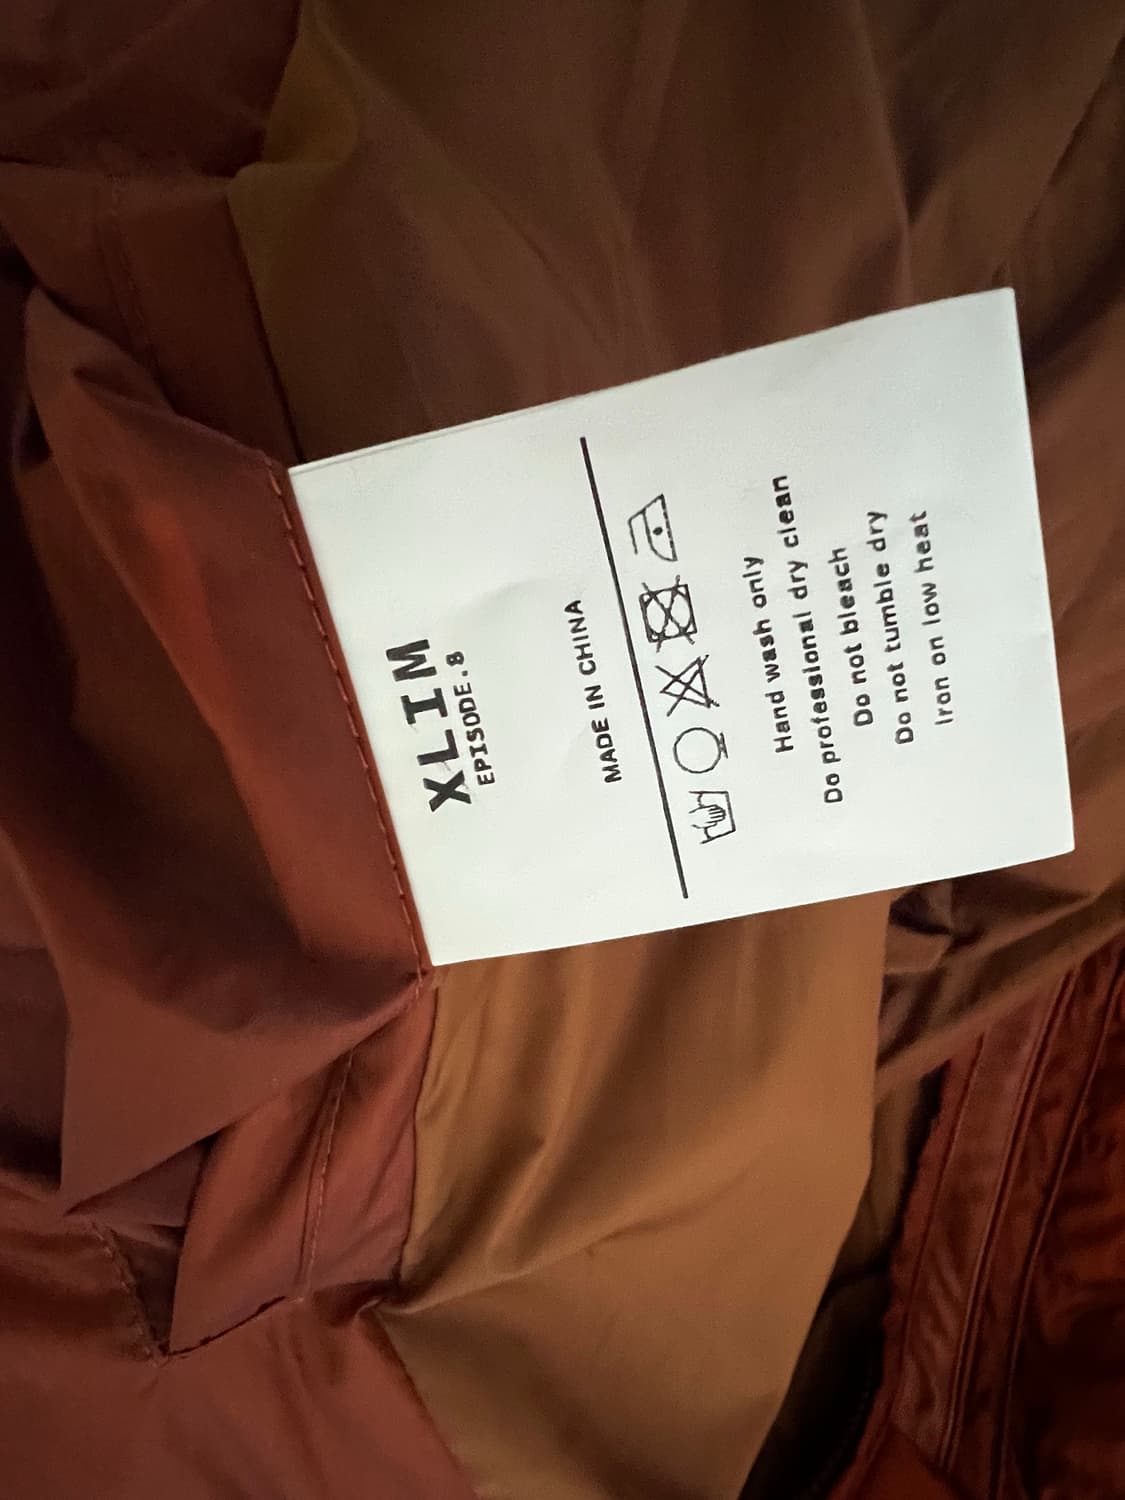 XLIM
EPISODE.8
MADE IN CHINA
Hand wash only
Do professional dry clean
Do not bleach
Do not tumble dry
Iron on low heat